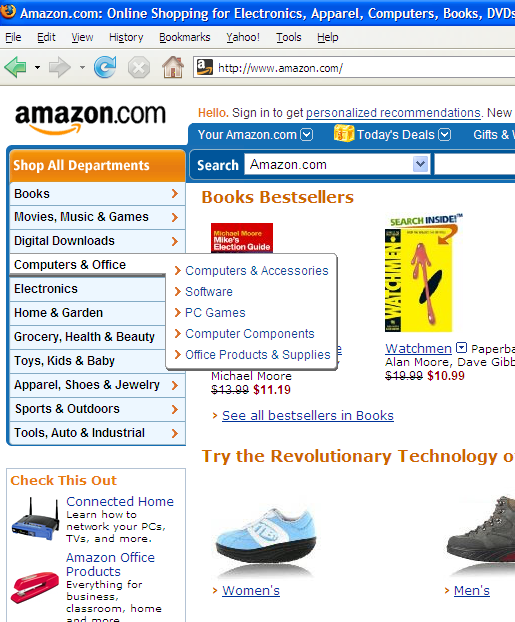 Amazon.com: Online Shopping for Electronics, Apparel, Computers, Books, DVDs
File Edit View History Bookmarks Yahoo! Tools Help
http://www.amazon.com/
amazon.com
Hello. Sign in to get personalized recommendations. New
Your Amazon.com Today's Deals Gifts & W
Shop All Departments
Search Amazon.com
Books
Movies, Music & Games
Digital Downloads
Computers & Office
Electronics
Home & Garden
Grocery, Health & Beauty
Toys, Kids & Baby
Apparel, Shoes & Jewelry
Sports & Outdoors
Tools, Auto & Industrial
Computers & Accessories
Software
PC Games
Computer Components
Office Products & Supplies
Books Bestsellers
Michael Moore
Mike's
Election Guide
Michael Moore
$13.99 $11.19
SEARCH INSIDE!™
WATCHMEN
Watchmen Paperba
Alan Moore, Dave Gibb
$19.99 $10.99
See all bestsellers in Books
Try the Revolutionary Technology o
Women's
Men's
Check This Out
Connected Home
Learn how to
network your PCs,
TVs, and more.
Amazon Office
Products
Everything for
business,
classroom, home
and more